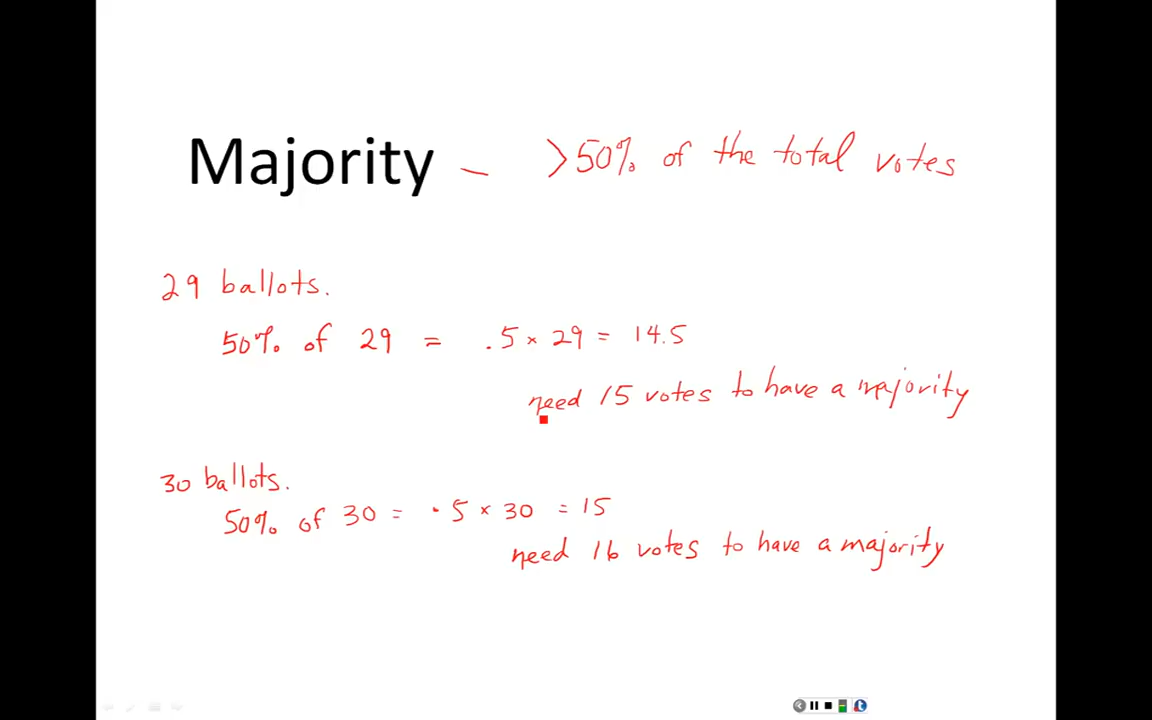 Majority – >50% of the total votes
29 ballots.
50% of 29 = .5 × 29 = 14.5
need 15 votes to have a majority
30 ballots.
50% of 30 = .5 × 30 = 15
need 16 votes to have a majority